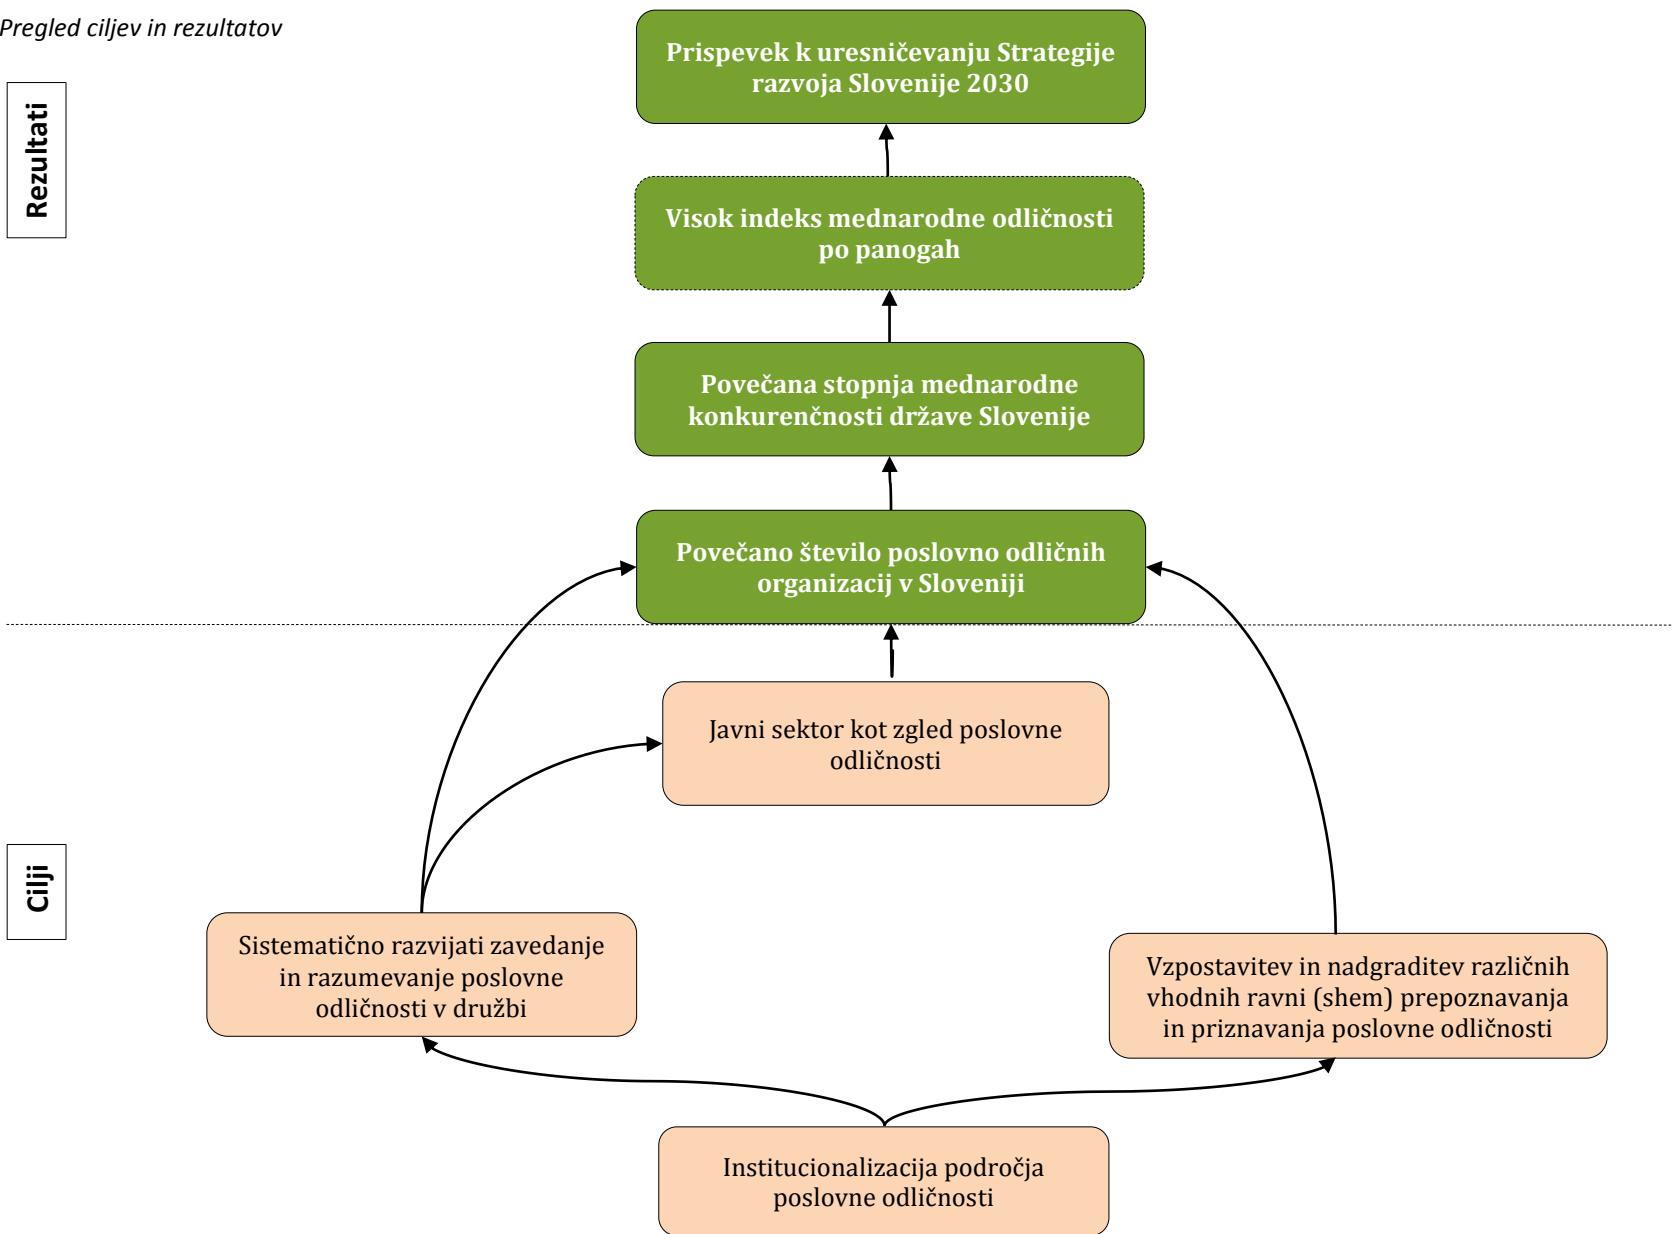 Pregled ciljev in rezultatov
Rezultati
Prispevek k uresničevanju Strategije
razvoja Slovenije 2030
Visok indeks mednarodne odličnosti
po panogah
Povečana stopnja mednarodne
konkurenčnosti države Slovenije
Povečano število poslovno odličnih
organizacij v Sloveniji
Cilji
Javni sektor kot zgled poslovne
odličnosti
Sistematično razvijati zavedanje
in razumevanje poslovne
odličnosti v družbi
Vzpostavitev in nadgraditev različnih
vhodnih ravni (shem) prepoznavanja
in priznavanja poslovne odličnosti
Institucionalizacija področja
poslovne odličnosti